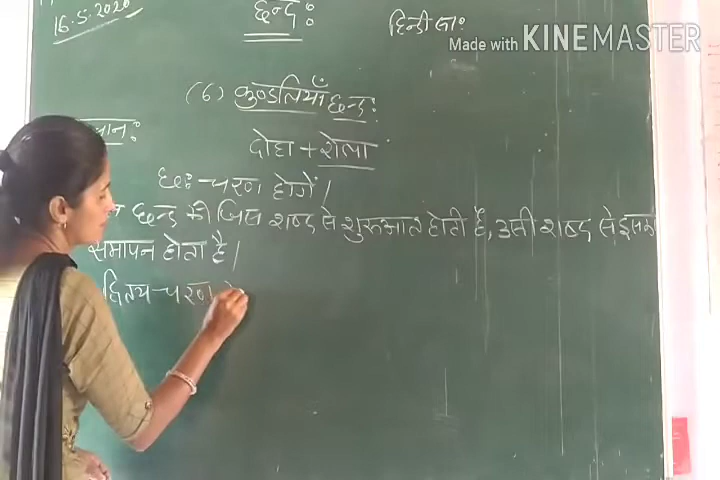 16.5.2020
छन्द :
हिन्दी सा०
Made with KINEMASTER
(6) कुण्डलियाँ छन्द :
दोहा + रोला
छः - चरण होगें।
छन्द की जिस शब्द से शुरुआत होती है, उसी शब्द से इसका
समापन होता है।
द्वितीय - चरण